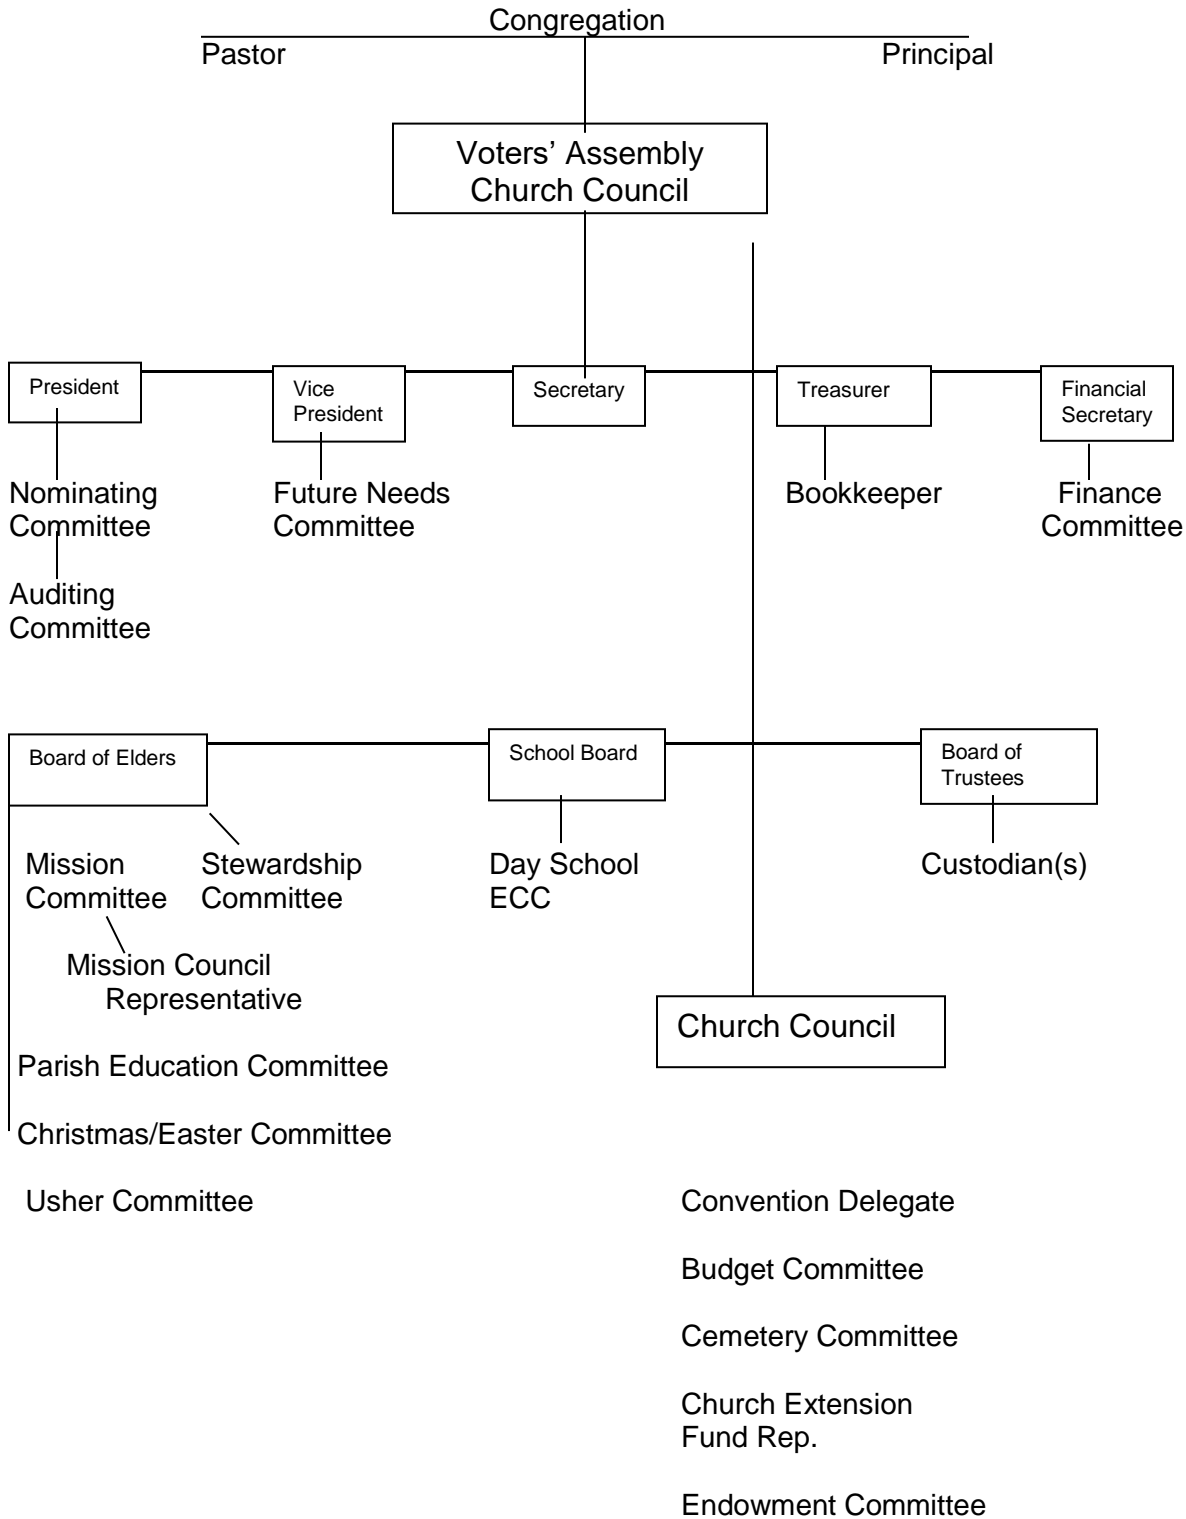 Congregation
Pastor
Principal
Voters’ Assembly
Church Council
President
Vice
President
Secretary
Treasurer
Financial
Secretary
Nominating
Committee
Future Needs
Committee
Bookkeeper
Finance
Committee
Auditing
Committee
Board of Elders
School Board
Board of
Trustees
Mission
Committee
Stewardship
Committee
Day School
ECC
Custodian(s)
Mission Council
Representative
Church Council
Parish Education Committee
Christmas/Easter Committee
Usher Committee
Convention Delegate
Budget Committee
Cemetery Committee
Church Extension
Fund Rep.
Endowment Committee